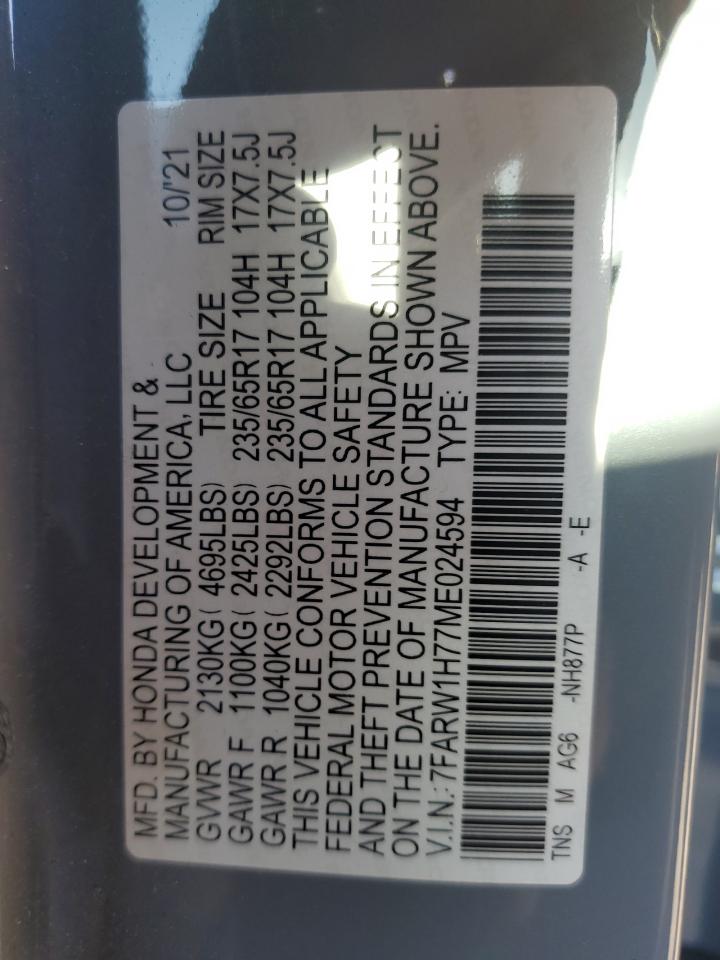 MFD. BY HONDA DEVELOPMENT &
MANUFACTURING OF AMERICA, LLC 10/'21
GVWR 2130KG( 4695LBS) TIRE SIZE RIM SIZE
GAWR F 1100KG( 2425LBS) 235/65R17 104H 17X7.5J
GAWR R 1040KG( 2292LBS) 235/65R17 104H 17X7.5J
THIS VEHICLE CONFORMS TO ALL APPLICABLE
FEDERAL MOTOR VEHICLE SAFETY
AND THEFT PREVENTION STANDARDS IN EFFECT
ON THE DATE OF MANUFACTURE SHOWN ABOVE.
V.I.N.: 7FARW1H77ME024594 TYPE: MPV
TNS M AG6 -NH877P -A -E